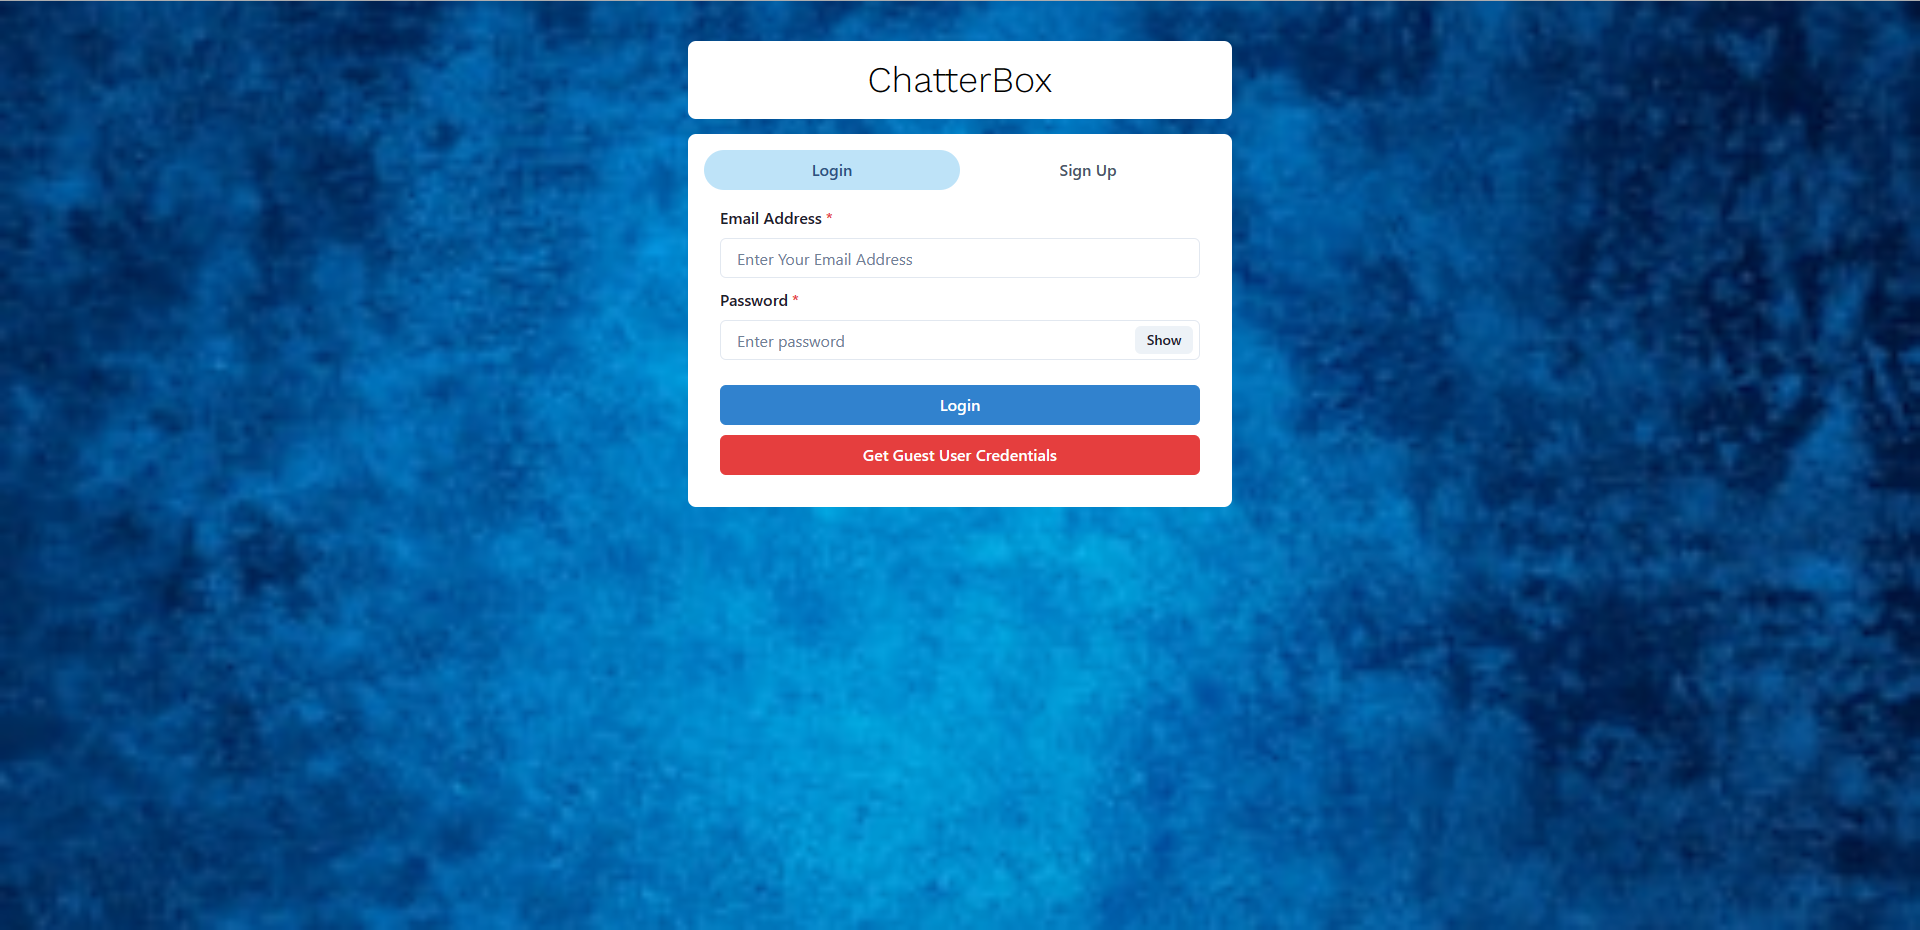 ChatterBox
Login
Sign Up
Email Address *
Enter Your Email Address
Password *
Enter password
Show
Login
Get Guest User Credentials